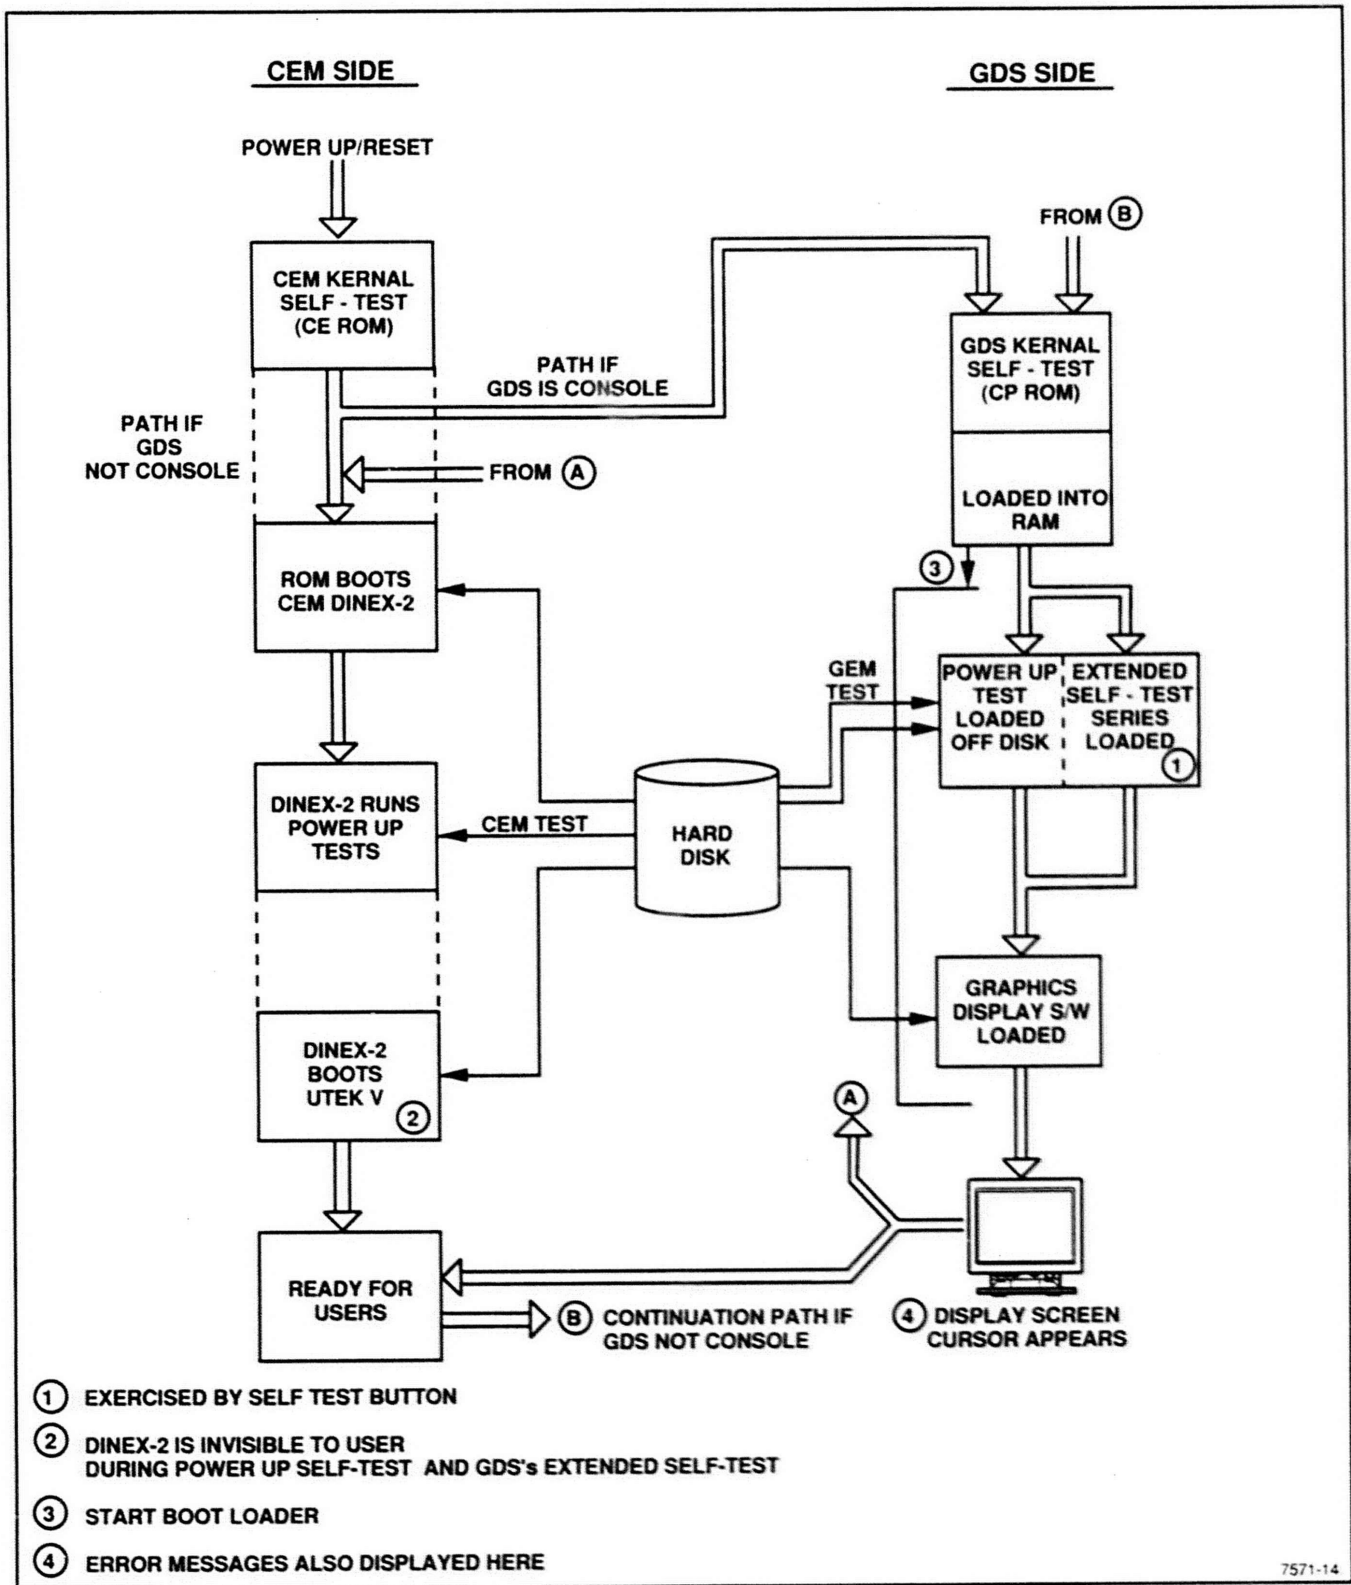 CEM SIDE
GDS SIDE
POWER UP/RESET
FROM B
CEM KERNAL
SELF - TEST
(CE ROM)
GDS KERNAL
SELF - TEST
(CP ROM)
PATH IF
GDS IS CONSOLE
PATH IF
GDS
NOT CONSOLE
FROM A
LOADED INTO
RAM
3
ROM BOOTS
CEM DINEX-2
GEM
TEST
POWER UP
TEST
LOADED
OFF DISK
EXTENDED
SELF - TEST
SERIES
LOADED
1
DINEX-2 RUNS
POWER UP
TESTS
CEM TEST
HARD
DISK
GRAPHICS
DISPLAY S/W
LOADED
DINEX-2
BOOTS
UTEK V
2
A
READY FOR
USERS
B CONTINUATION PATH IF
GDS NOT CONSOLE
4 DISPLAY SCREEN
CURSOR APPEARS
1 EXERCISED BY SELF TEST BUTTON
2 DINEX-2 IS INVISIBLE TO USER
DURING POWER UP SELF-TEST AND GDS's EXTENDED SELF-TEST
3 START BOOT LOADER
4 ERROR MESSAGES ALSO DISPLAYED HERE
7571-14